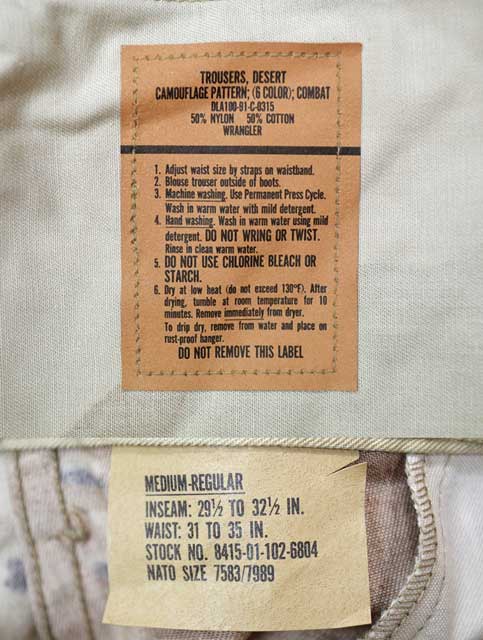 TROUSERS, DESERT
CAMOUFLAGE PATTERN; (6 COLOR); COMBAT
DLA100-91-C-0315
50% NYLON 50% COTTON
WRANGLER
1. Adjust waist size by straps on waistband.
2. Blouse trouser outside of boots.
3. Machine washing. Use Permanent Press Cycle.
Wash in warm water with mild detergent.
4. Hand washing. Wash in warm water using mild
detergent. DO NOT WRING OR TWIST.
Rinse in clean warm water.
5. DO NOT USE CHLORINE BLEACH OR
STARCH.
6. Dry at low heat (do not exceed 130°F). After
drying, tumble at room temperature for 10
minutes. Remove immediately from dryer.
To drip dry, remove from water and place on
rust-proof hanger.
DO NOT REMOVE THIS LABEL
MEDIUM-REGULAR
INSEAM: 29½ TO 32½ IN.
WAIST: 31 TO 35 IN.
STOCK NO. 8415-01-102-6804
NATO SIZE 7583/7989